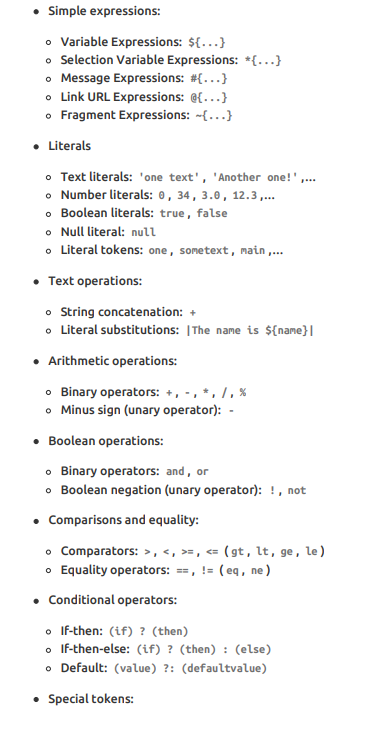 Simple expressions:
Variable Expressions: ${...}
Selection Variable Expressions: *{...}
Message Expressions: #{...}
Link URL Expressions: @{...}
Fragment Expressions: ~{...}
Literals
Text literals: 'one text', 'Another one!',...
Number literals: 0, 34, 3.0, 12.3,...
Boolean literals: true, false
Null literal: null
Literal tokens: one, sometext, main,...
Text operations:
String concatenation: +
Literal substitutions: |The name is ${name}|
Arithmetic operations:
Binary operators: +, -, *, /, %
Minus sign (unary operator): -
Boolean operations:
Binary operators: and, or
Boolean negation (unary operator): !, not
Comparisons and equality:
Comparators: >, <, >=, <= (gt, lt, ge, le)
Equality operators: ==, != (eq, ne)
Conditional operators:
If-then: (if) ? (then)
If-then-else: (if) ? (then) : (else)
Default: (value) ?: (defaultvalue)
Special tokens: